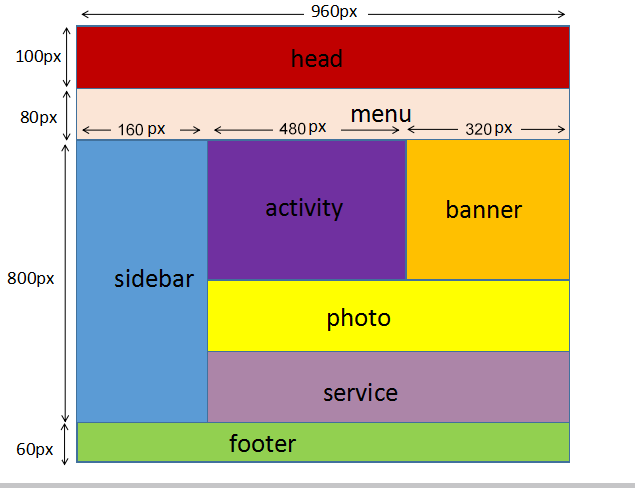 960px
100px
head
80px
menu
160 px
480 px
320 px
800px
sidebar
activity
banner
photo
service
60px
footer